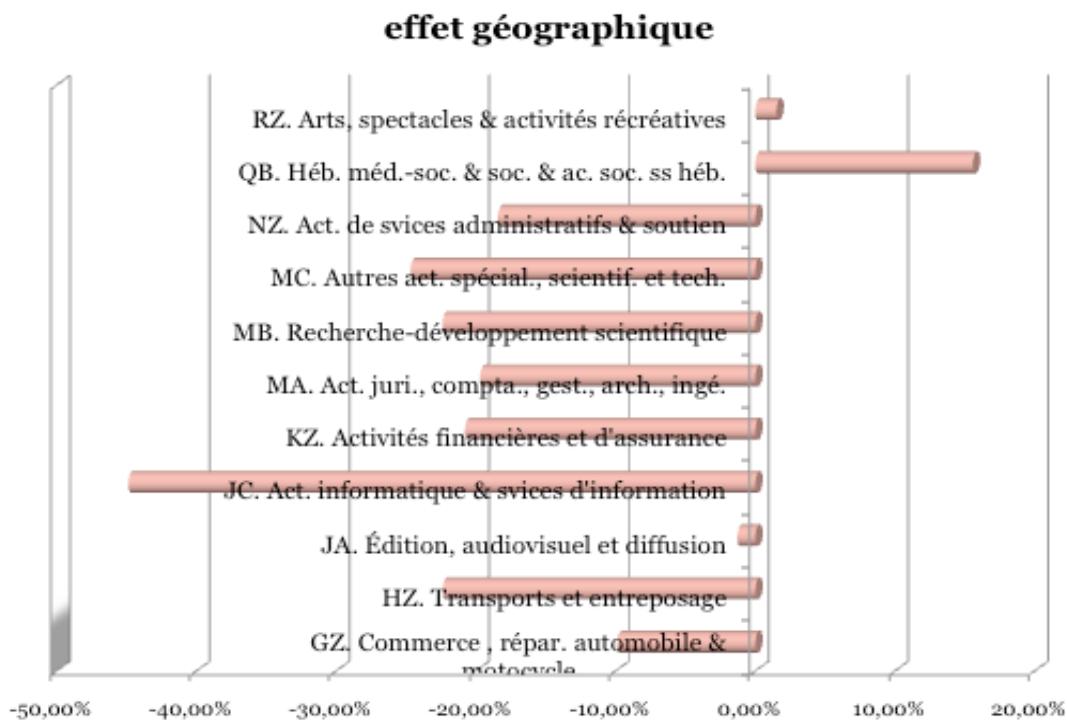 effet géographique
RZ. Arts, spectacles & activités récréatives
QB. Héb. méd.-soc. & soc. & ac. soc. ss héb.
NZ. Act. de svices administratifs & soutien
MC. Autres act. spécial., scientif. et tech.
MB. Recherche-développement scientifique
MA. Act. juri., compta., gest., arch., ingé.
KZ. Activités financières et d'assurance
JC. Act. informatique & svices d'information
JA. Édition, audiovisuel et diffusion
HZ. Transports et entreposage
GZ. Commerce , répar. automobile &
motocycle
-50,00% -40,00% -30,00% -20,00% -10,00% 0,00% 10,00% 20,00%